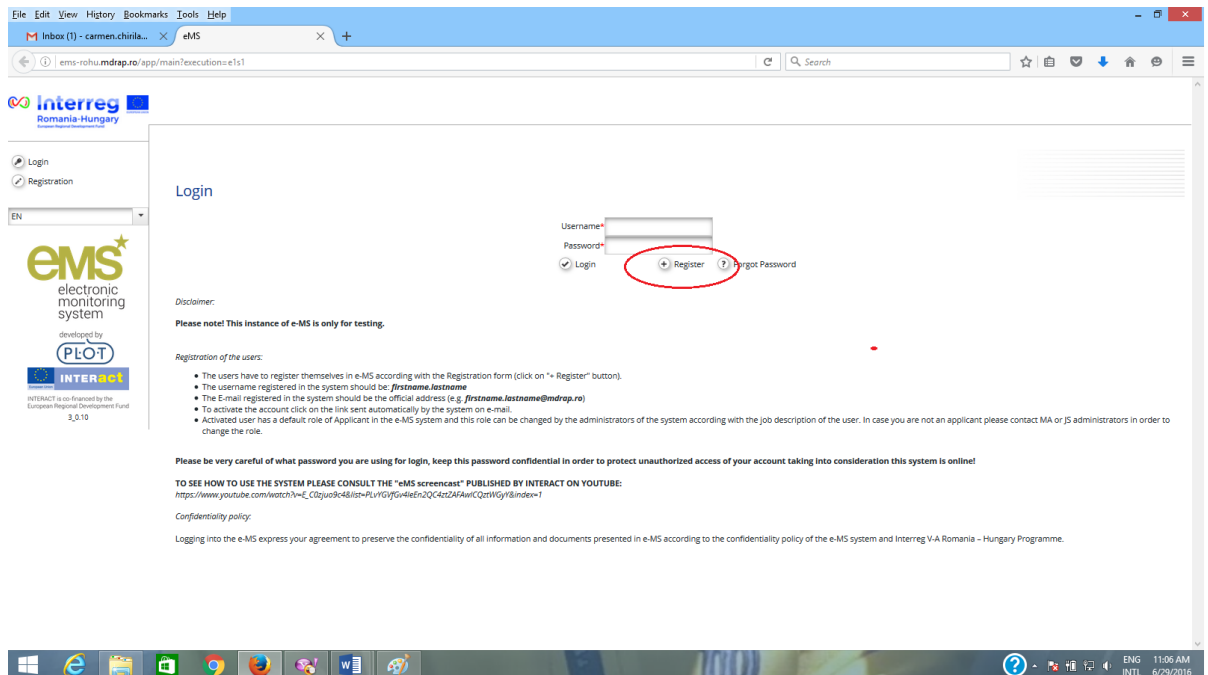 File Edit View History Bookmarks Tools Help
Inbox (1) - carmen.chirila...
eMS
ems-rohu.mdrap.ro/app/main?execution=e1s1
Search
Interreg
Romania-Hungary
European Regional Development Fund
Login
Registration
EN
eMS
electronic
monitoring
system
developed by
PLOT
INTERact
INTERACT is co-financed by the
European Regional Development Fund
3_0.10
Login
Username*
Password*
Login
Register
Forgot Password
Disclaimer:
Please note! This instance of e-MS is only for testing.
Registration of the users:
The users have to register themselves in e-MS according with the Registration form (click on "+ Register" button).
The username registered in the system should be: firstname.lastname
The E-mail registered in the system should be the official address (e.g. firstname.lastname@mdrap.ro)
To activate the account click on the link sent automatically by the system on e-mail.
Activated user has a default role of Applicant in the e-MS system and this role can be changed by the administrators of the system according with the job description of the user. In case you are not an applicant please contact MA or JS administrators in order to
change the role.
Please be very careful of what password you are using for login, keep this password confidential in order to protect unauthorized access of your account taking into consideration this system is online!
TO SEE HOW TO USE THE SYSTEM PLEASE CONSULT THE "eMS screencast" PUBLISHED BY INTERACT ON YOUTUBE:
https://www.youtube.com/watch?v=E_C0zjuo9c4&list=PLvYGVfGv4IeEn2QC4ztZAFAwICQztWGyY&index=1
Confidentiality policy:
Logging into the e-MS express your agreement to preserve the confidentiality of all information and documents presented in e-MS according to the confidentiality policy of the e-MS system and Interreg V-A Romania – Hungary Programme.
ENG 11:06 AM
INTL 6/29/2016